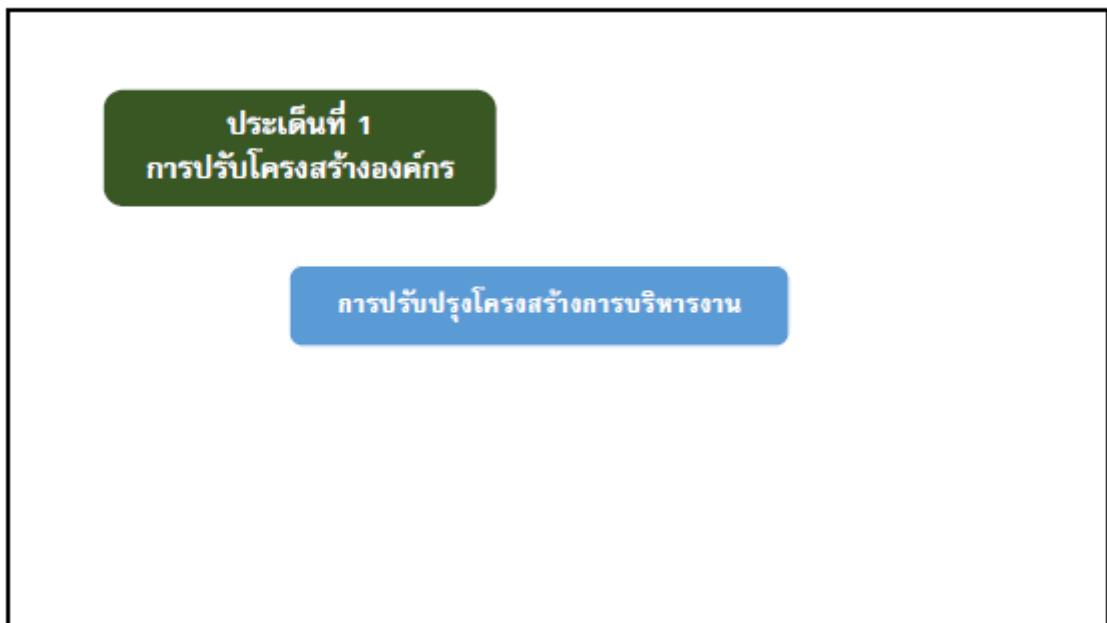 ประเด็นที่ 1
การปรับโครงสร้างองค์กร
การปรับปรุงโครงสร้างการบริหารงาน